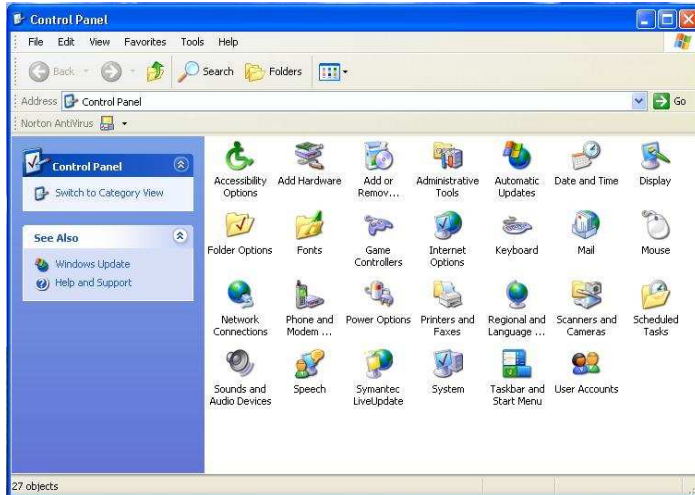 Control Panel
File Edit View Favorites Tools Help
Back Search Folders
Address Control Panel Go
Norton AntiVirus
Control Panel
Switch to Category View
See Also
Windows Update
Help and Support
Accessibility Options
Add Hardware
Add or Remov...
Administrative Tools
Automatic Updates
Date and Time
Display
Folder Options
Fonts
Game Controllers
Internet Options
Keyboard
Mail
Mouse
Network Connections
Phone and Modem ...
Power Options
Printers and Faxes
Regional and Language ...
Scanners and Cameras
Scheduled Tasks
Sounds and Audio Devices
Speech
Symantec LiveUpdate
System
Taskbar and Start Menu
User Accounts
27 objects